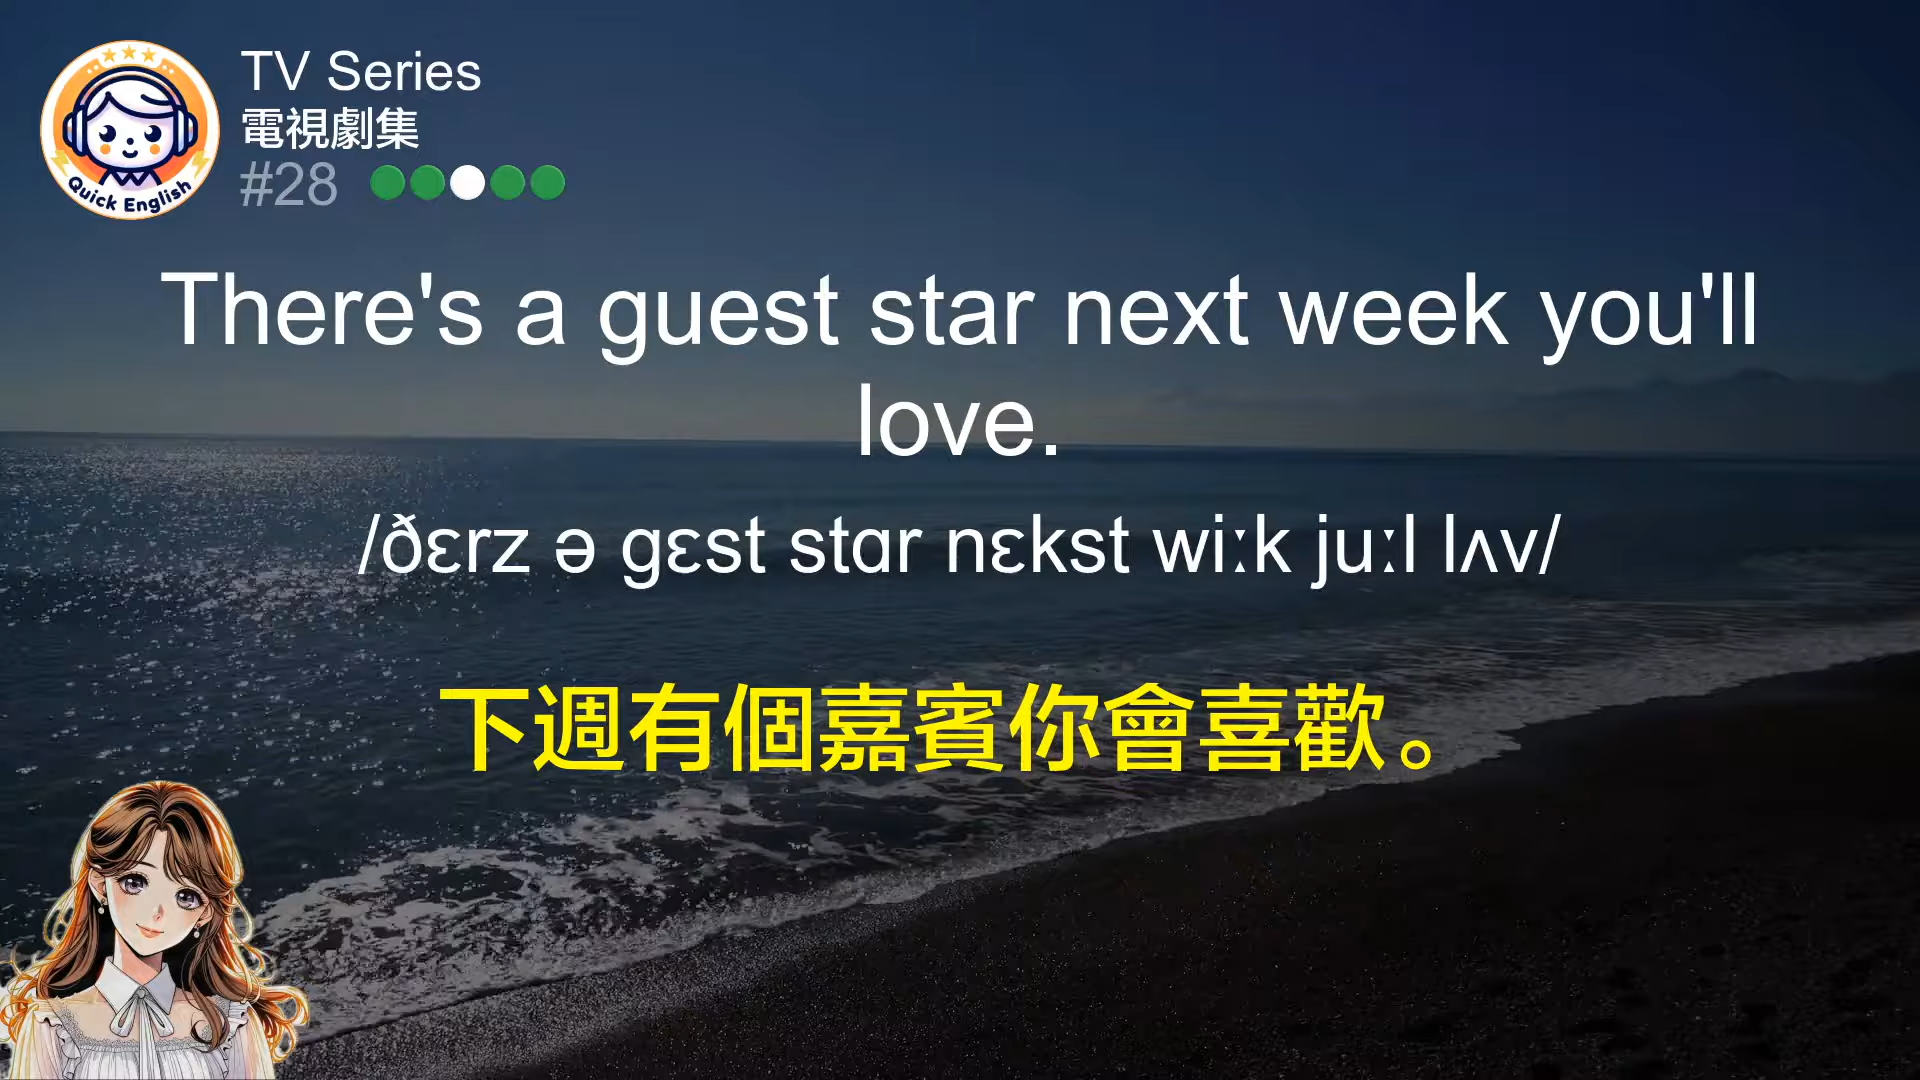 TV Series
電視劇集
#28
Quick English
There's a guest star next week you'll
love.
/ðɛrz ə gɛst stɑr nɛkst wiːk juːl lʌv/
下週有個嘉賓你會喜歡。